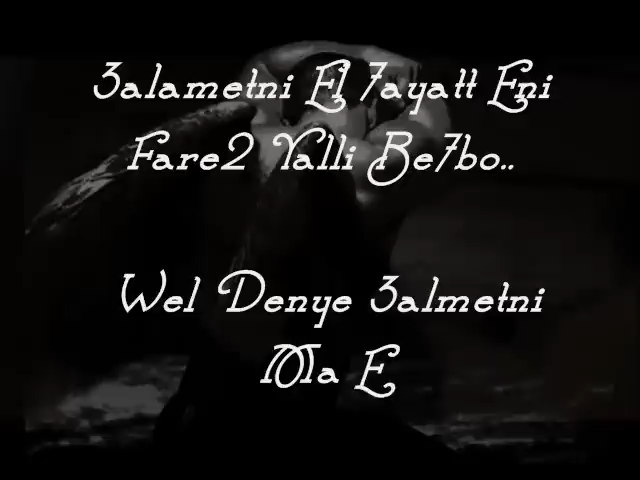 3alametni El 7ayatt Eni
Fare2 Yalli Be7bo..
Wel Denye 3almetni
Ma E